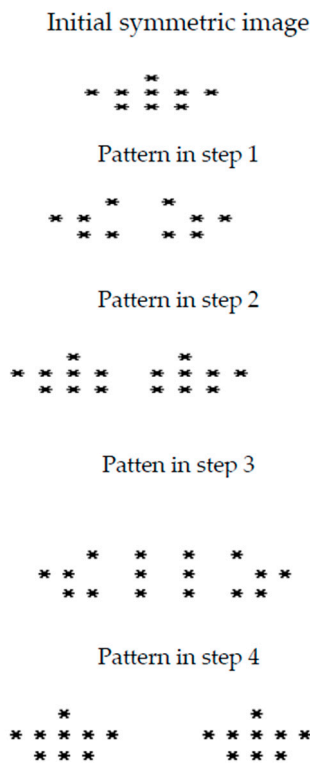 Initial symmetric image
Pattern in step 1
Pattern in step 2
Patten in step 3
Pattern in step 4